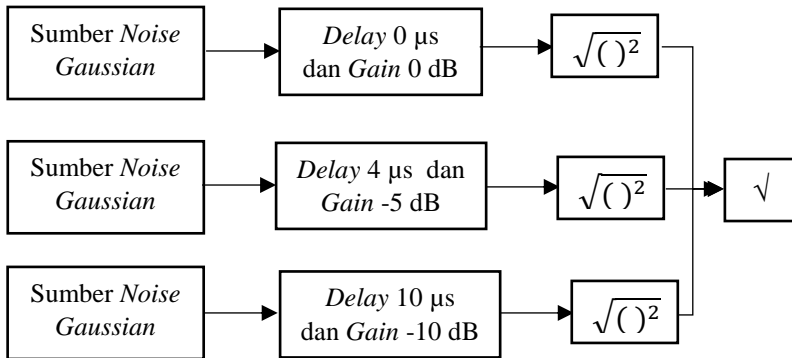 Sumber Noise
Gaussian
Delay 0 µs
dan Gain 0 dB
√( )²
Sumber Noise
Gaussian
Delay 4 µs dan
Gain -5 dB
√( )²
√
Sumber Noise
Gaussian
Delay 10 µs
dan Gain -10 dB
√( )²